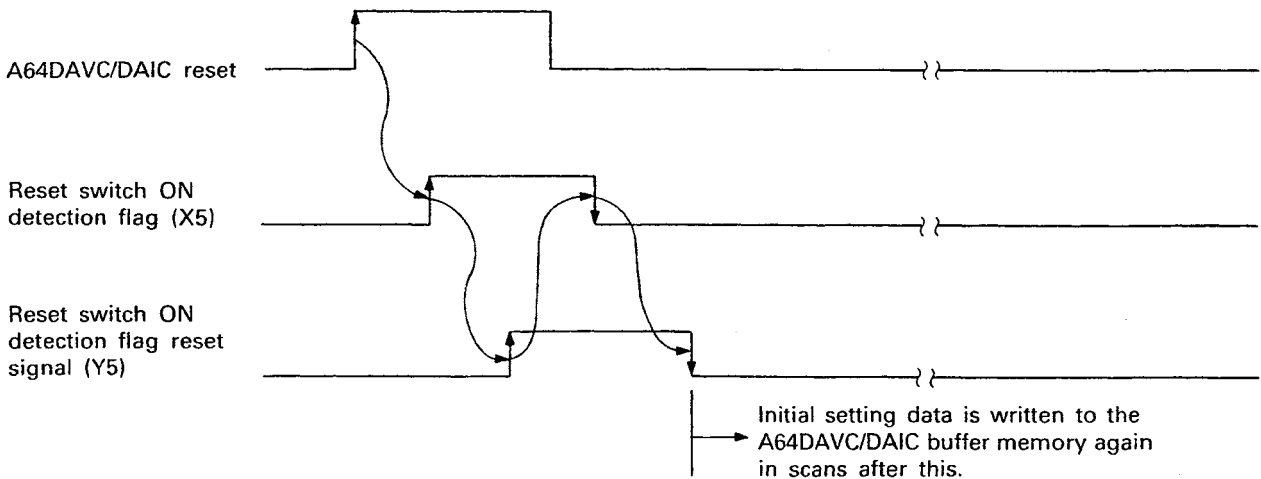 A64DAVC/DAIC reset
Reset switch ON
detection flag (X5)
Reset switch ON
detection flag reset
signal (Y5)
Initial setting data is written to the
A64DAVC/DAIC buffer memory again
in scans after this.